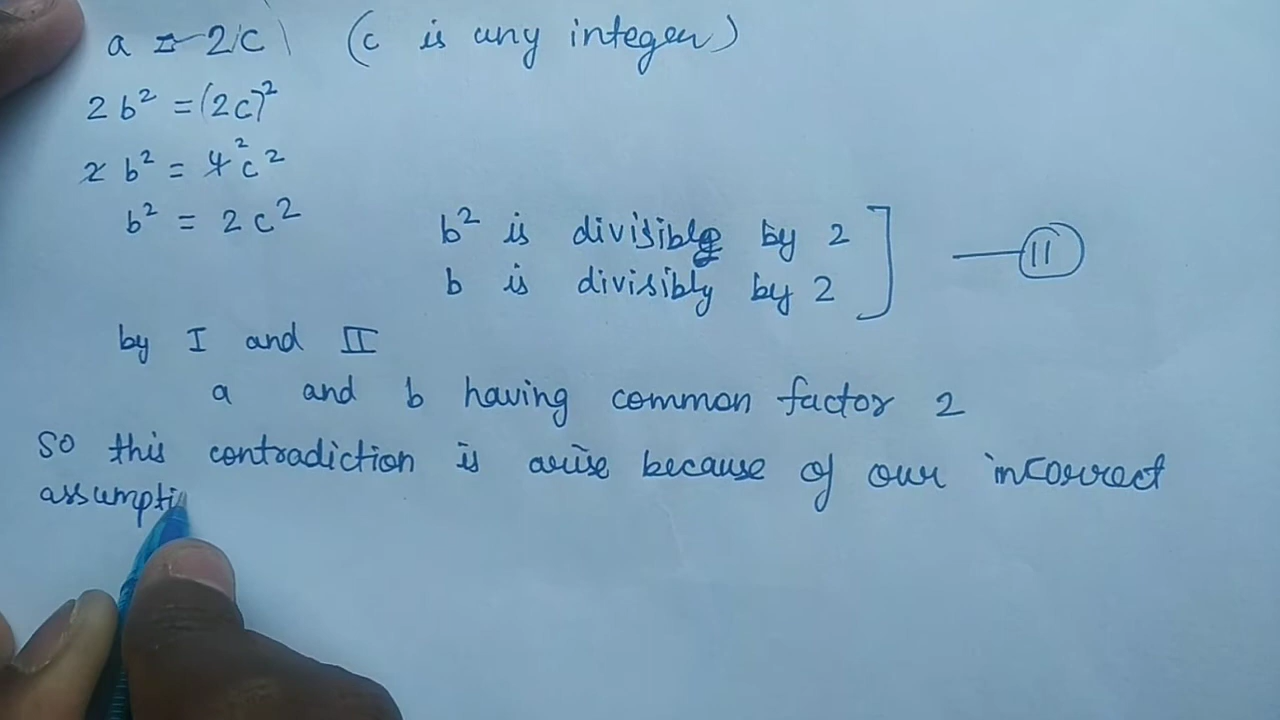 a = 2c (c is any integer)
2b² = (2c)²
2b² = 4²c²
b² = 2c²
b² is divisible by 2
b is divisibly by 2 — II
by I and II
a and b having common factor 2
So this contradiction is arise because of our incorrect
assumpti